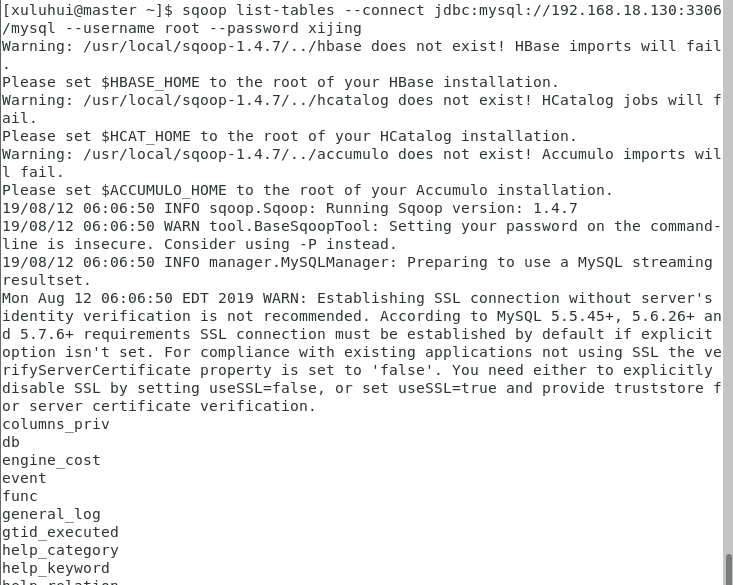 [xuluhui@master ~]$ sqoop list-tables --connect jdbc:mysql://192.168.18.130:3306
/mysql --username root --password xijing
Warning: /usr/local/sqoop-1.4.7/../hbase does not exist! HBase imports will fail
.
Please set $HBASE_HOME to the root of your HBase installation.
Warning: /usr/local/sqoop-1.4.7/../hcatalog does not exist! HCatalog jobs will f
ail.
Please set $HCAT_HOME to the root of your HCatalog installation.
Warning: /usr/local/sqoop-1.4.7/../accumulo does not exist! Accumulo imports wil
l fail.
Please set $ACCUMULO_HOME to the root of your Accumulo installation.
19/08/12 06:06:50 INFO sqoop.Sqoop: Running Sqoop version: 1.4.7
19/08/12 06:06:50 WARN tool.BaseSqoopTool: Setting your password on the command-
line is insecure. Consider using -P instead.
19/08/12 06:06:50 INFO manager.MySQLManager: Preparing to use a MySQL streaming
resultset.
Mon Aug 12 06:06:50 EDT 2019 WARN: Establishing SSL connection without server's
identity verification is not recommended. According to MySQL 5.5.45+, 5.6.26+ an
d 5.7.6+ requirements SSL connection must be established by default if explicit
option isn't set. For compliance with existing applications not using SSL the ve
rifyServerCertificate property is set to 'false'. You need either to explicitly
disable SSL by setting useSSL=false, or set useSSL=true and provide truststore f
or server certificate verification.
columns_priv
db
engine_cost
event
func
general_log
gtid_executed
help_category
help_keyword
help_relation